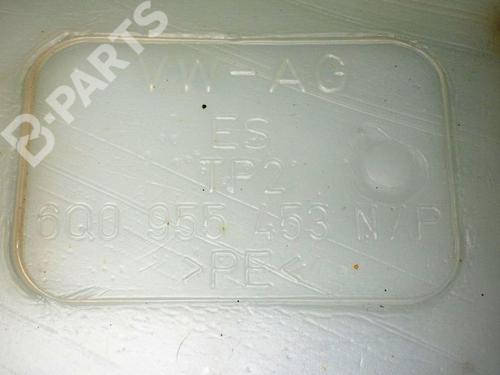 B-PARTS
VW-AG
ES
TP2
6Q0 955 453 N/P
>PE<